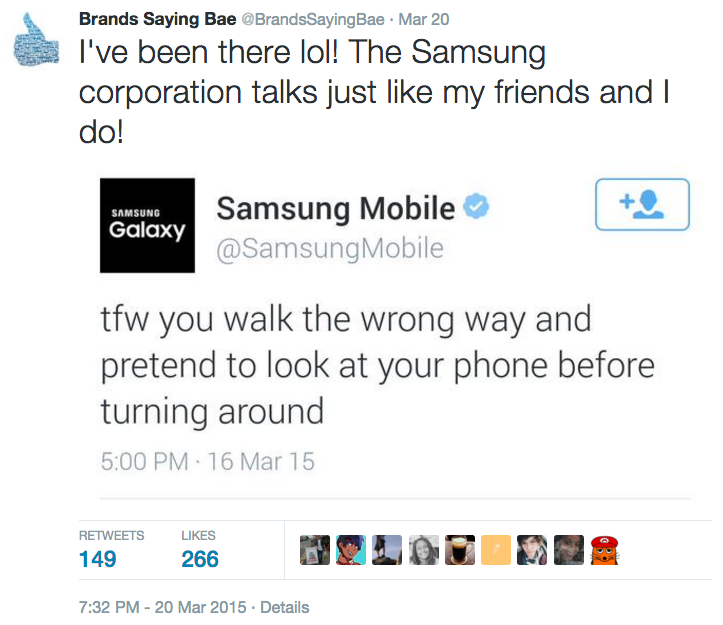 Brands Saying Bae @BrandsSayingBae · Mar 20
I've been there lol! The Samsung
corporation talks just like my friends and I
do!
SAMSUNG
Galaxy
Samsung Mobile
@SamsungMobile
tfw you walk the wrong way and
pretend to look at your phone before
turning around
5:00 PM · 16 Mar 15
RETWEETS LIKES
149 266
7:32 PM - 20 Mar 2015 · Details